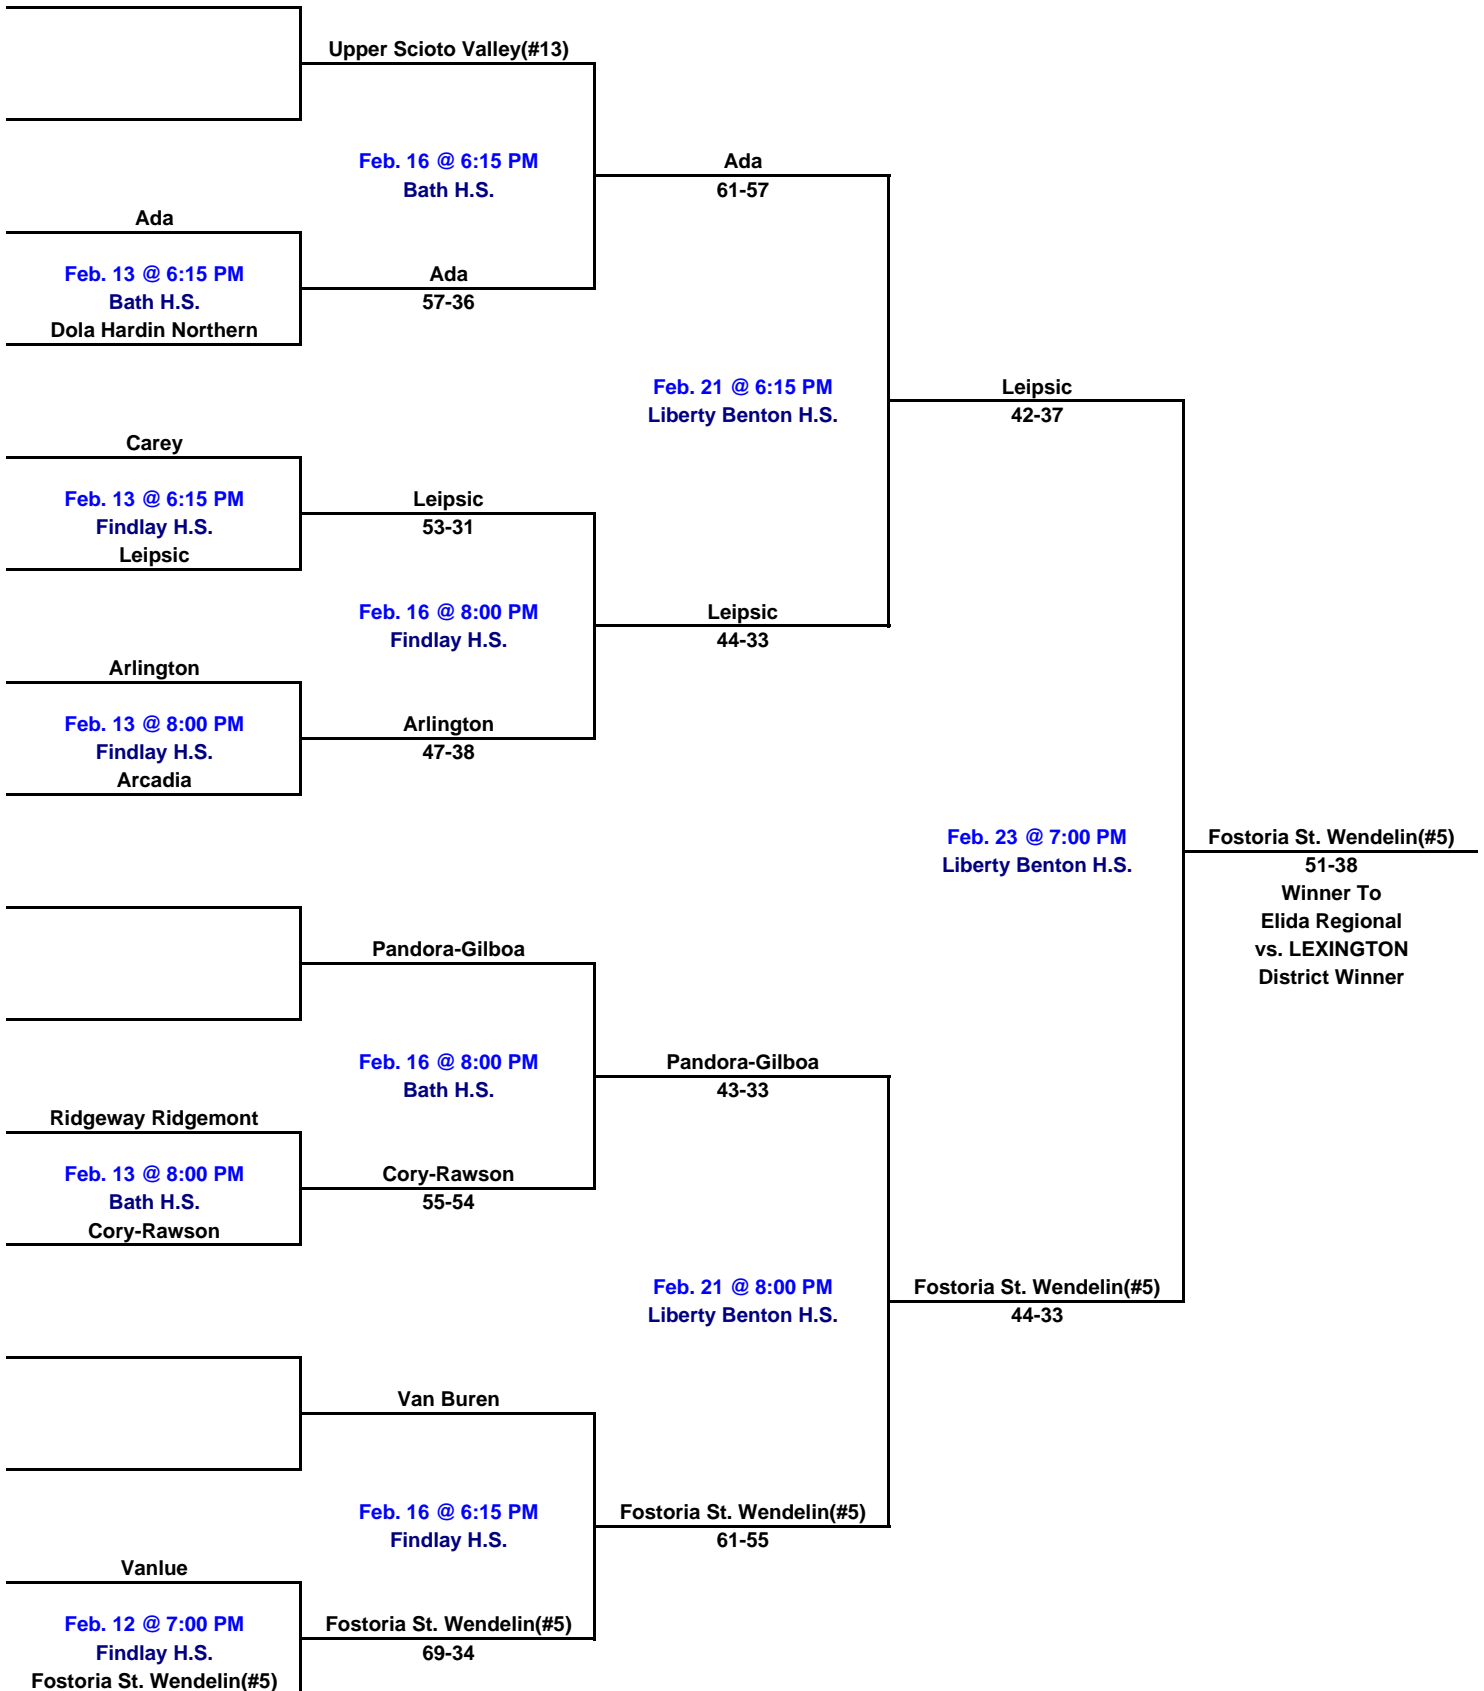 Upper Scioto Valley(#13)
Feb. 16 @ 6:15 PM
Bath H.S.
Ada
61-57
Ada
Feb. 13 @ 6:15 PM
Bath H.S.
Dola Hardin Northern
Ada
57-36
Feb. 21 @ 6:15 PM
Liberty Benton H.S.
Leipsic
42-37
Carey
Feb. 13 @ 6:15 PM
Findlay H.S.
Leipsic
Leipsic
53-31
Feb. 16 @ 8:00 PM
Findlay H.S.
Leipsic
44-33
Arlington
Feb. 13 @ 8:00 PM
Findlay H.S.
Arcadia
Arlington
47-38
Feb. 23 @ 7:00 PM
Liberty Benton H.S.
Fostoria St. Wendelin(#5)
51-38
Winner To
Elida Regional
vs. LEXINGTON
District Winner
Pandora-Gilboa
Feb. 16 @ 8:00 PM
Bath H.S.
Pandora-Gilboa
43-33
Ridgeway Ridgemont
Feb. 13 @ 8:00 PM
Bath H.S.
Cory-Rawson
Cory-Rawson
55-54
Feb. 21 @ 8:00 PM
Liberty Benton H.S.
Fostoria St. Wendelin(#5)
44-33
Van Buren
Feb. 16 @ 6:15 PM
Findlay H.S.
Fostoria St. Wendelin(#5)
61-55
Vanlue
Feb. 12 @ 7:00 PM
Findlay H.S.
Fostoria St. Wendelin(#5)
Fostoria St. Wendelin(#5)
69-34